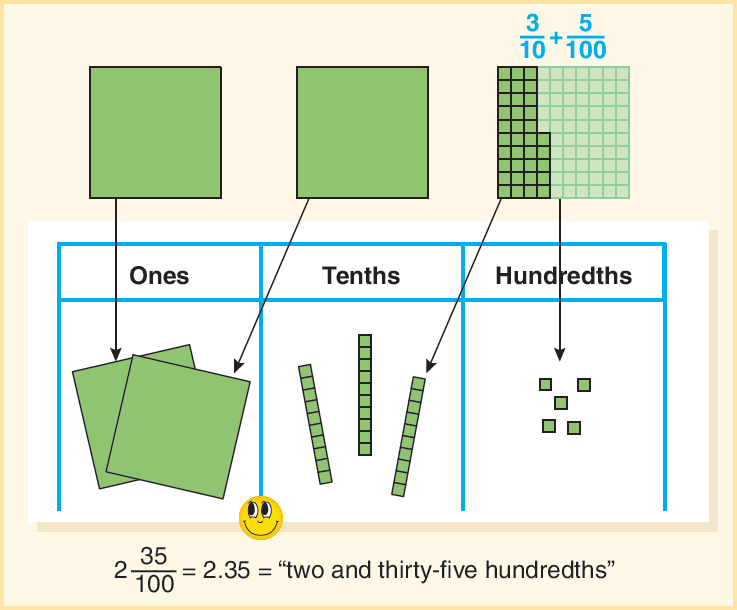 3/10 + 5/100
Ones Tenths Hundredths
2 35/100 = 2.35 = “two and thirty-five hundredths”